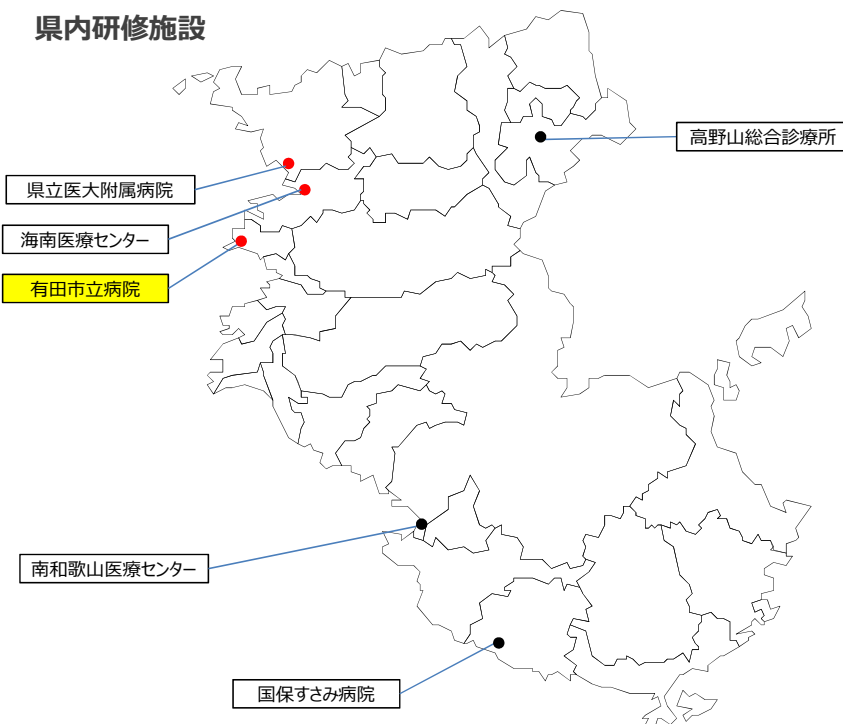 県内研修施設
高野山総合診療所
県立医大附属病院
海南医療センター
有田市立病院
南和歌山医療センター
国保すさみ病院